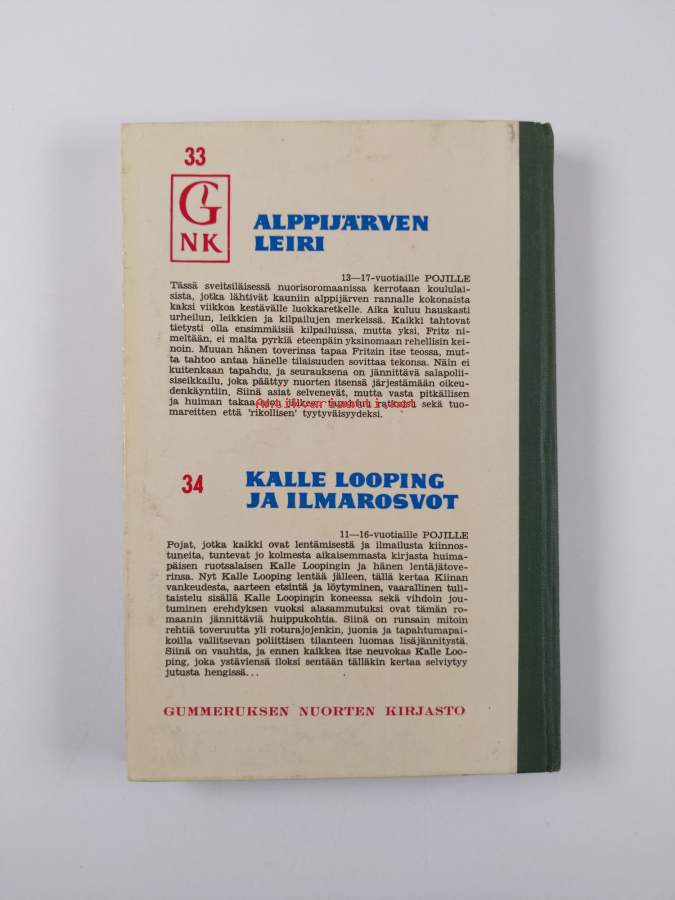 33
G
NK
ALPPIJÄRVEN
LEIRI
13—17-vuotiaille POJILLE
Tässä sveitsiläisessä nuorisoromaanissa kerrotaan koululai-
sista, jotka lähtivät kauniin alppijärven rannalle kokonaista
kaksi viikkoa kestävälle luokkaretkelle. Aika kuluu hauskasti
urheilun, leikkien ja kilpailujen merkeissä. Kaikki tahtovat
tietysti olla ensimmäisiä kilpailuissa, mutta yksi, Fritz ni-
meltään, ei malta pyrkiä eteenpäin yksinomaan rehellisin kei-
noin. Muuan hänen toverinsa tapaa Fritzin itse teossa, mut-
ta tahtoo antaa hänelle tilaisuuden sovittaa tekonsa. Näin ei
kuitenkaan tapahdu, ja seurauksena on jännittävä salapolii-
siseikkailu, joka päättyy nuorten itsensä järjestämään oikeu-
denkäyntiin. Siinä asiat selvenevät, mutta vasta pitkällisen
ja huiman takaa-ajon jälkeen tapahtuu ratkaisu sekä tuo-
mareitten että 'rikollisen' tyytyväisyydeksi.
34
KALLE LOOPING
JA ILMAROSVOT
11—16-vuotiaille POJILLE
Pojat, jotka kaikki ovat lentämisestä ja ilmailusta kiinnos-
tuneita, tuntevat jo kolmesta aikaisemmasta kirjasta huima-
päisen ruotsalaisen Kalle Loopingin ja hänen lentäjätove-
rinsa. Nyt Kalle Looping lentää jälleen, tällä kertaa Kiinan
vankeudesta, aarteen etsintä ja löytyminen, vaarallinen tuli-
taistelu sisällä Kalle Loopingin koneessa sekä vihdoin jou-
tuminen erehdyksen vuoksi alasammutuksi ovat tämän ro-
maanin jännittäviä huippukohtia. Siinä on runsain mitoin
rehtiä toveruutta yli roturajojenkin, juonia ja tapahtumapai-
koilla vallitsevan poliittisen tilanteen luomaa lisäjännitystä.
Siinä on vauhtia, ja ennen kaikkea itse neuvokas Kalle Loo-
ping, joka ystäviensä iloksi sentään tälläkin kertaa selviytyy
jutusta hengissä...
GUMMERUKSEN NUORTEN KIRJASTO